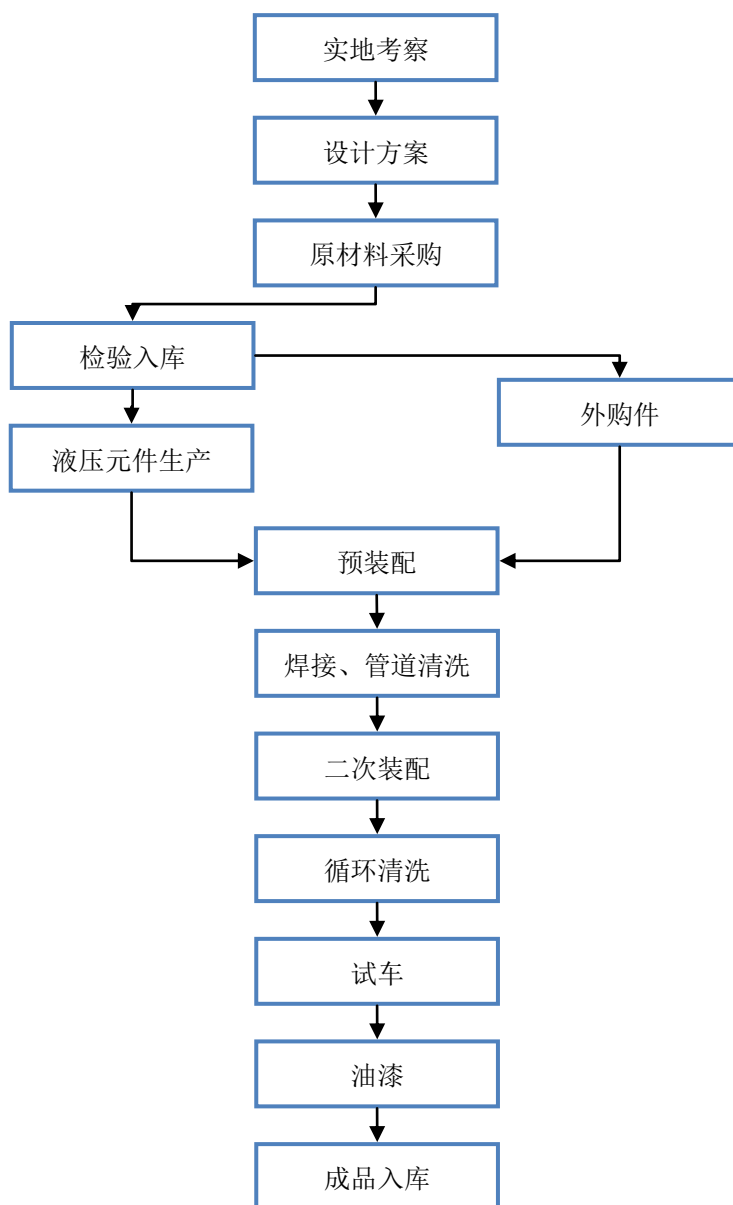 实地考察
设计方案
原材料采购
检验入库
外购件
液压元件生产
预装配
焊接、管道清洗
二次装配
循环清洗
试车
油漆
成品入库